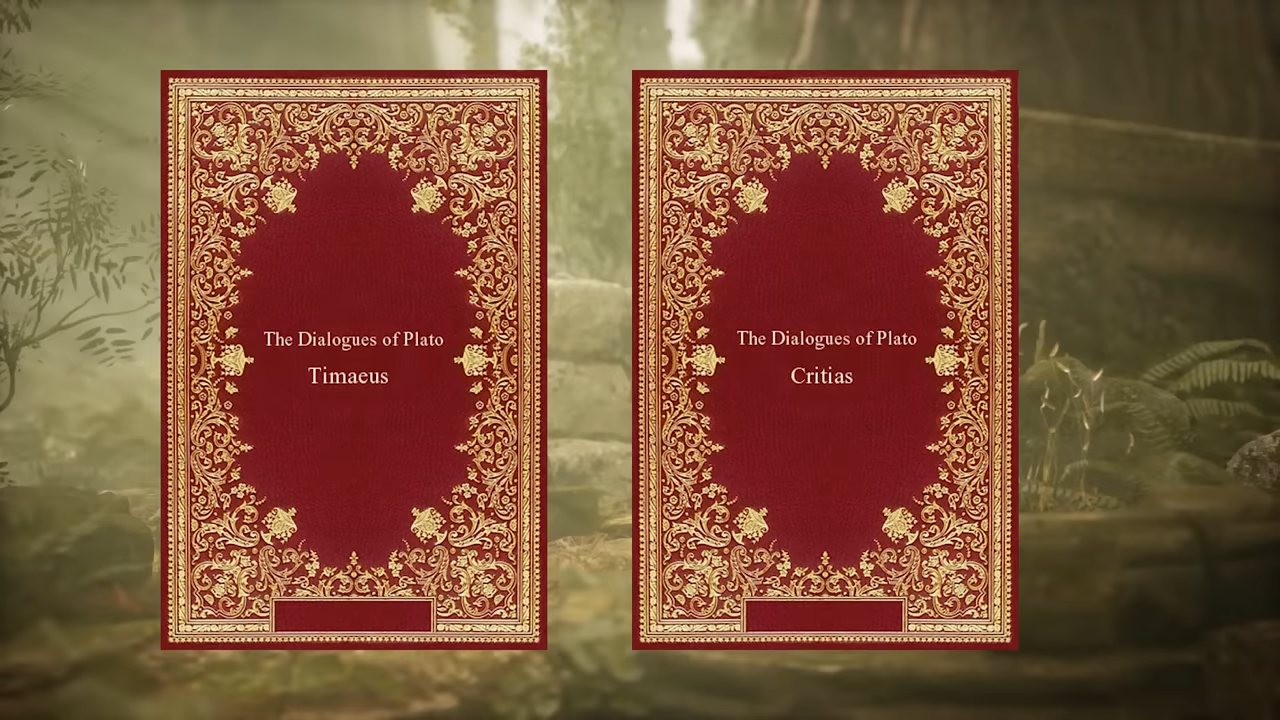 The Dialogues of Plato
Timaeus
The Dialogues of Plato
Critias